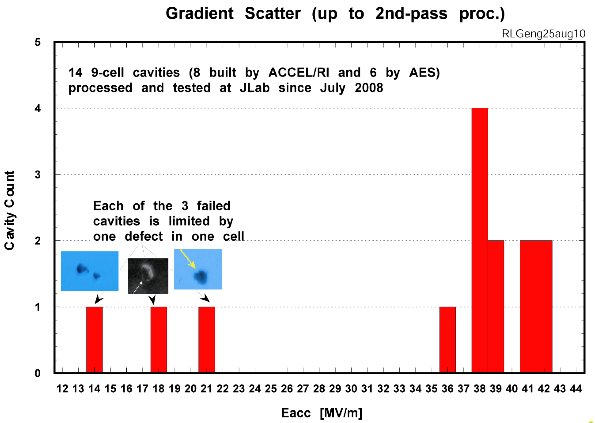 Gradient Scatter (up to 2nd-pass proc.)
RLGeng25aug10
14 9-cell cavities (8 built by ACCEL/RI and 6 by AES)
processed and tested at JLab since July 2008
Each of the 3 failed
cavities is limited by
one defect in one cell
Cavity Count
5
4
3
2
1
0
12 13 14 15 16 17 18 19 20 21 22 23 24 25 26 27 28 29 30 31 32 33 34 35 36 37 38 39 40 41 42 43 44
Eacc [MV/m]